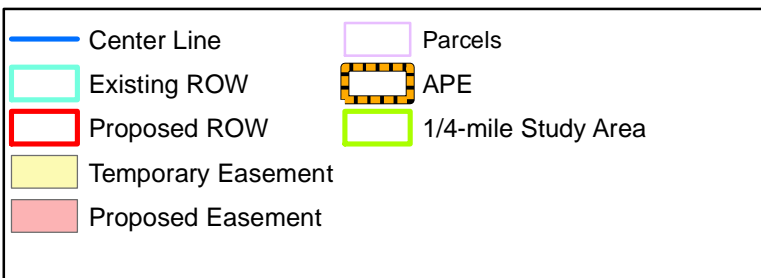 Center Line
Existing ROW
Proposed ROW
Temporary Easement
Proposed Easement
Parcels
APE
1/4-mile Study Area